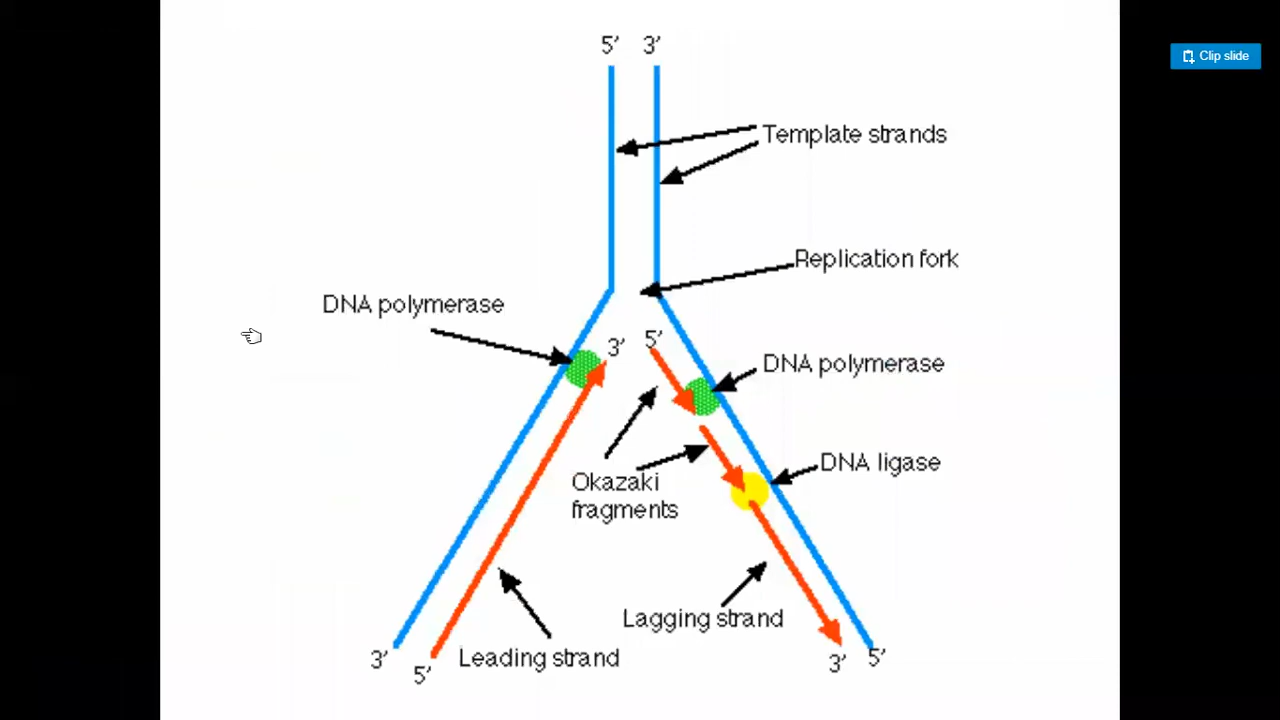 5′ 3′
Clip slide
Template strands
Replication fork
DNA polymerase
3′ 5′
DNA polymerase
DNA ligase
Okazaki
fragments
Lagging strand
Leading strand
3′ 5′
3′ 5′